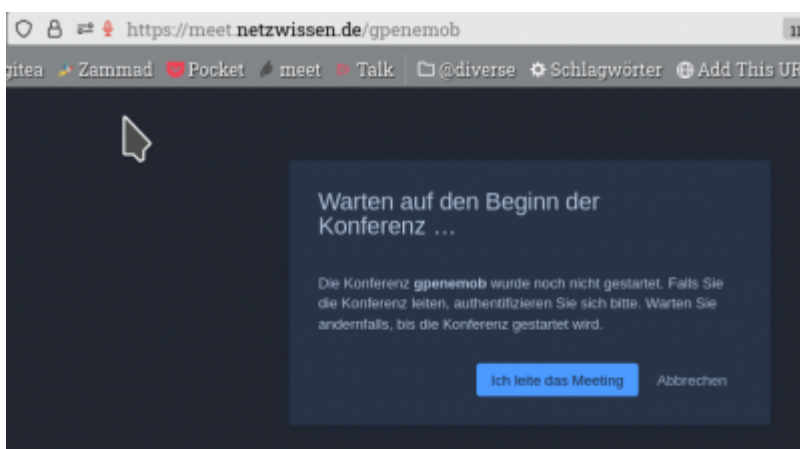 https://meet.netzwissen.de/gpenemob
gitea Zammad Pocket meet Talk @diverse Schlagwörter Add This UR
Warten auf den Beginn der
Konferenz …
Die Konferenz gpenemob wurde noch nicht gestartet. Falls Sie
die Konferenz leiten, authentifizieren Sie sich bitte. Warten Sie
andernfalls, bis die Konferenz gestartet wird.
Ich leite das Meeting Abbrechen